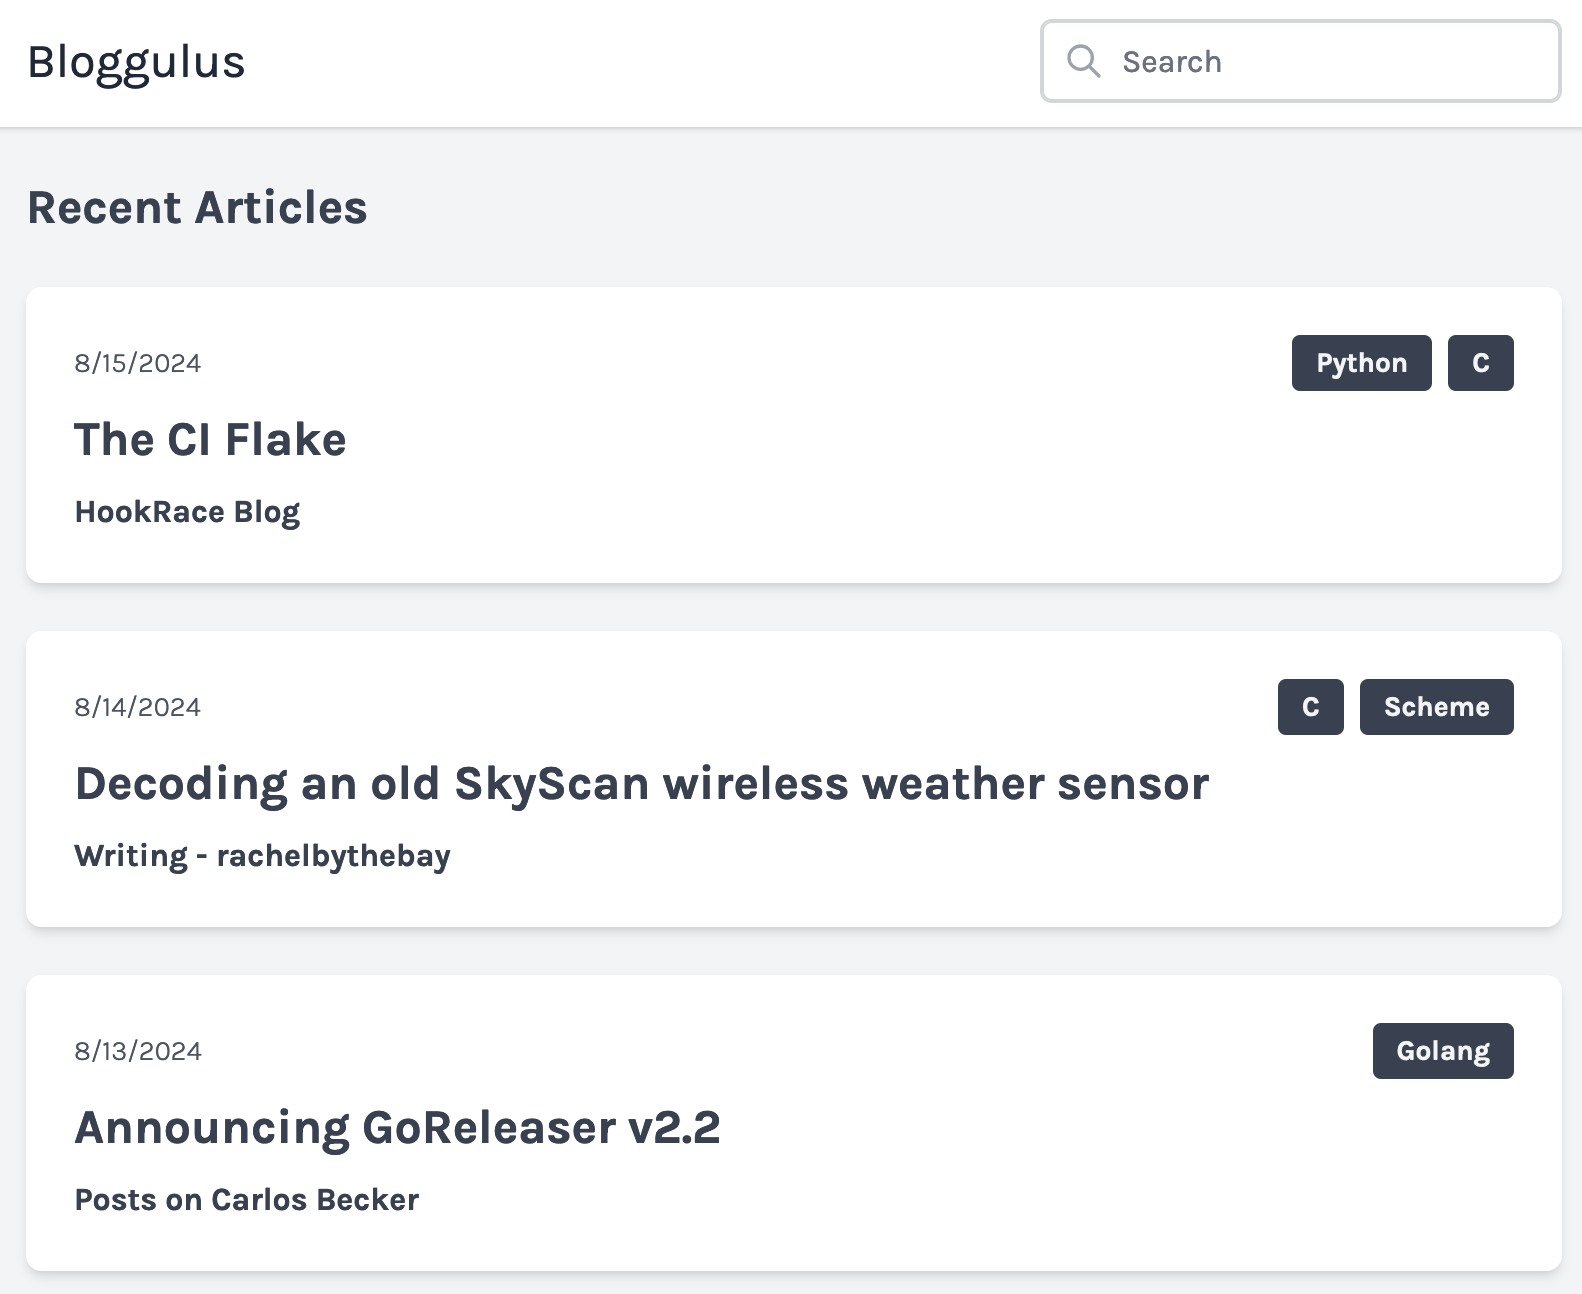 Bloggulus
Search
Recent Articles
8/15/2024
Python
C
The CI Flake
HookRace Blog
8/14/2024
C
Scheme
Decoding an old SkyScan wireless weather sensor
Writing - rachelbythebay
8/13/2024
Golang
Announcing GoReleaser v2.2
Posts on Carlos Becker